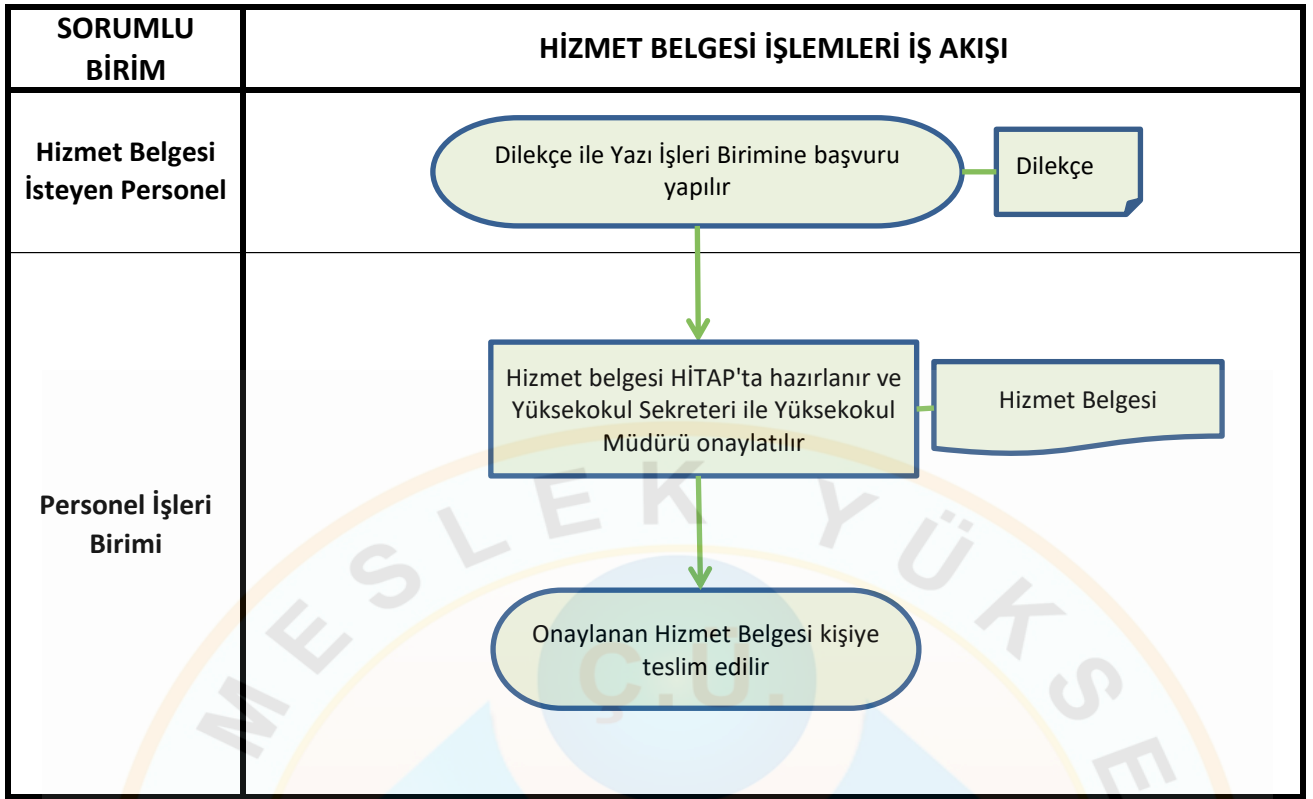 SORUMLU
BİRİM
HİZMET BELGESİ İŞLEMLERİ İŞ AKIŞI
Hizmet Belgesi
İsteyen Personel
Dilekçe ile Yazı İşleri Birimine başvuru
yapılır
Dilekçe
Personel İşleri
Birimi
Hizmet belgesi HİTAP'ta hazırlanır ve
Yüksekokul Sekreteri ile Yüksekokul
Müdürü onaylatılır
Hizmet Belgesi
Onaylanan Hizmet Belgesi kişiye
teslim edilir
MESLEK YÜKSE
Ç.Ü.